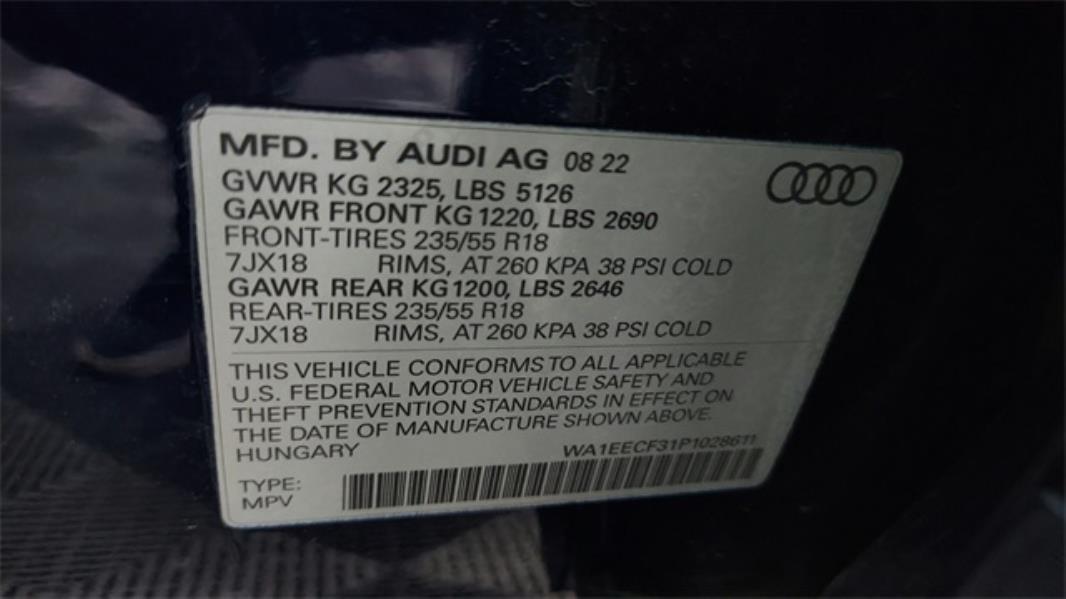 MFD. BY AUDI AG 08 22
GVWR KG 2325, LBS 5126
GAWR FRONT KG 1220, LBS 2690
FRONT-TIRES 235/55 R18
7JX18 RIMS, AT 260 KPA 38 PSI COLD
GAWR REAR KG 1200, LBS 2646
REAR-TIRES 235/55 R18
7JX18 RIMS, AT 260 KPA 38 PSI COLD
THIS VEHICLE CONFORMS TO ALL APPLICABLE
U.S. FEDERAL MOTOR VEHICLE SAFETY AND
THEFT PREVENTION STANDARDS IN EFFECT ON
THE DATE OF MANUFACTURE SHOWN ABOVE.
HUNGARY WA1EECF31P1028611
TYPE:
MPV